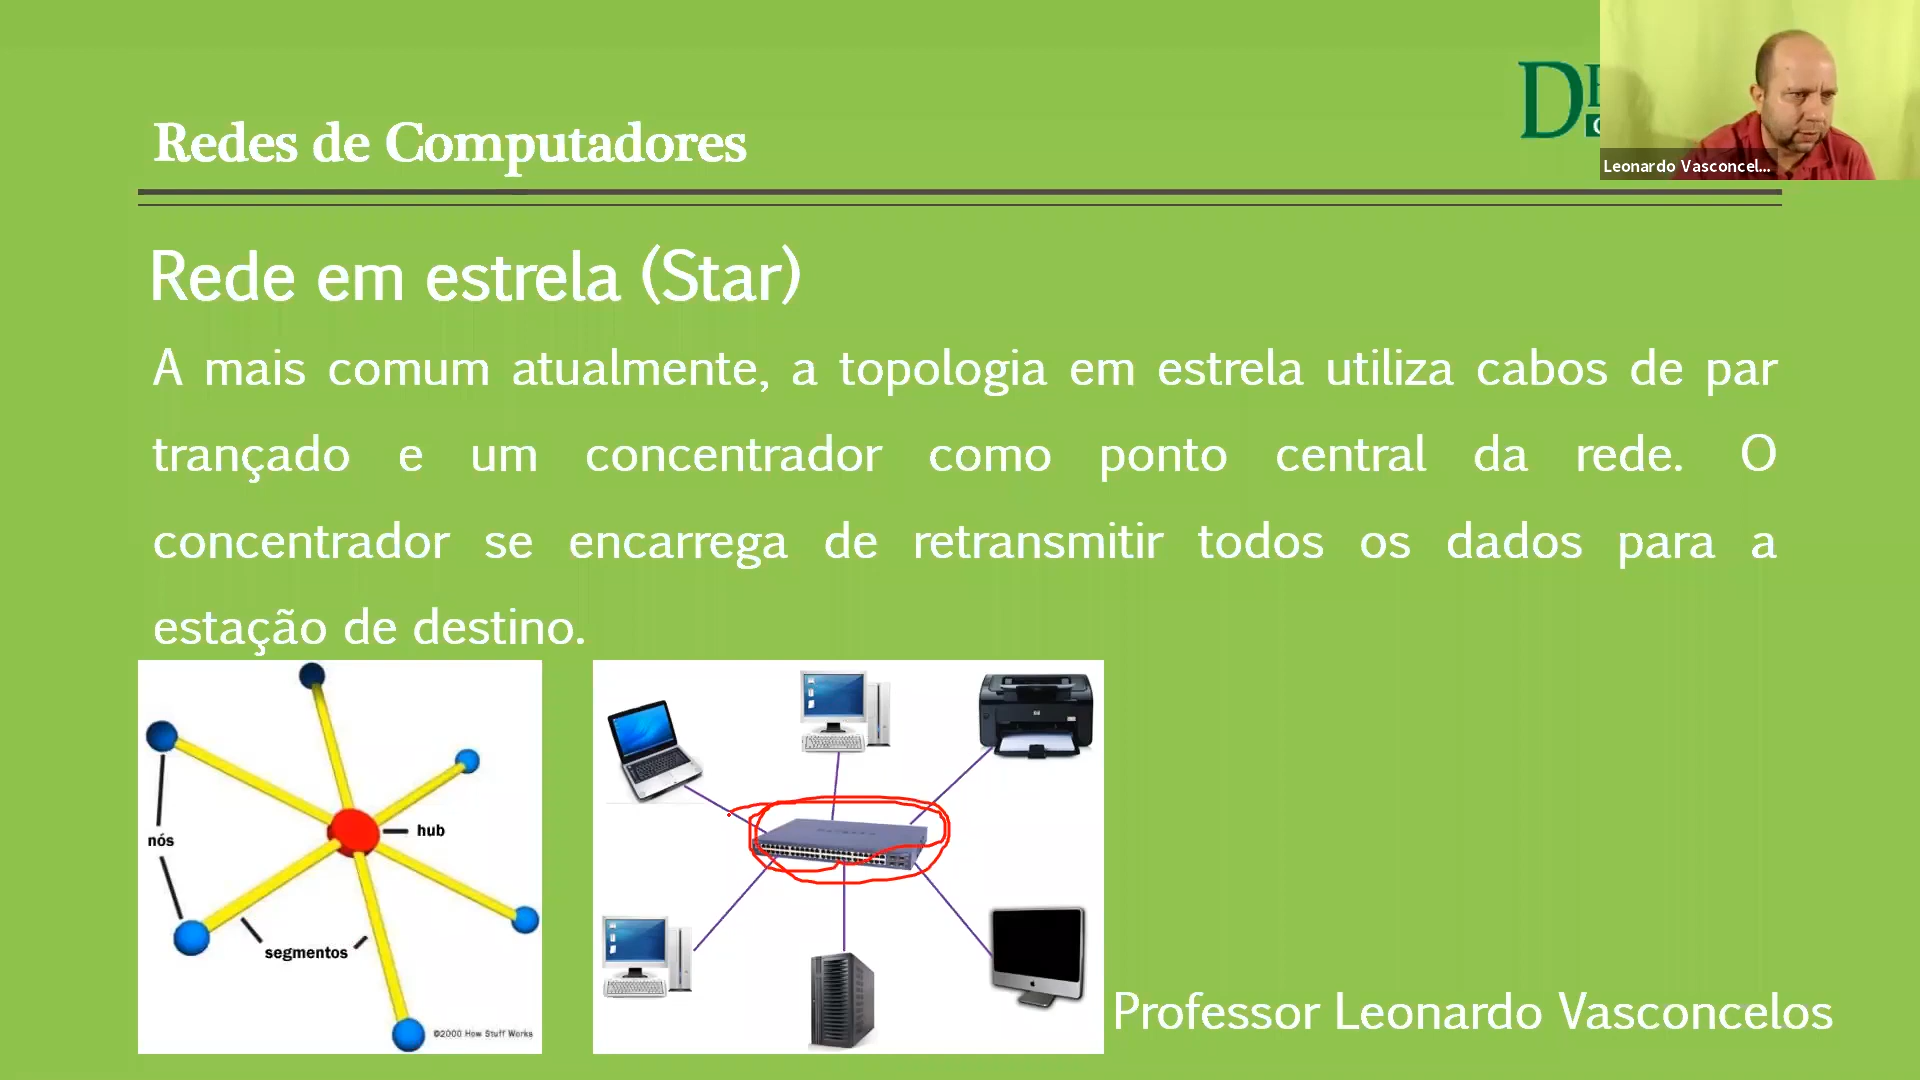 Redes de Computadores
Leonardo Vasconcel...
Rede em estrela (Star)
A mais comum atualmente, a topologia em estrela utiliza cabos de par
trançado e um concentrador como ponto central da rede. O
concentrador se encarrega de retransmitir todos os dados para a
estação de destino.
hub
nós
segmentos
©2000 How Stuff Works
Professor Leonardo Vasconcelos